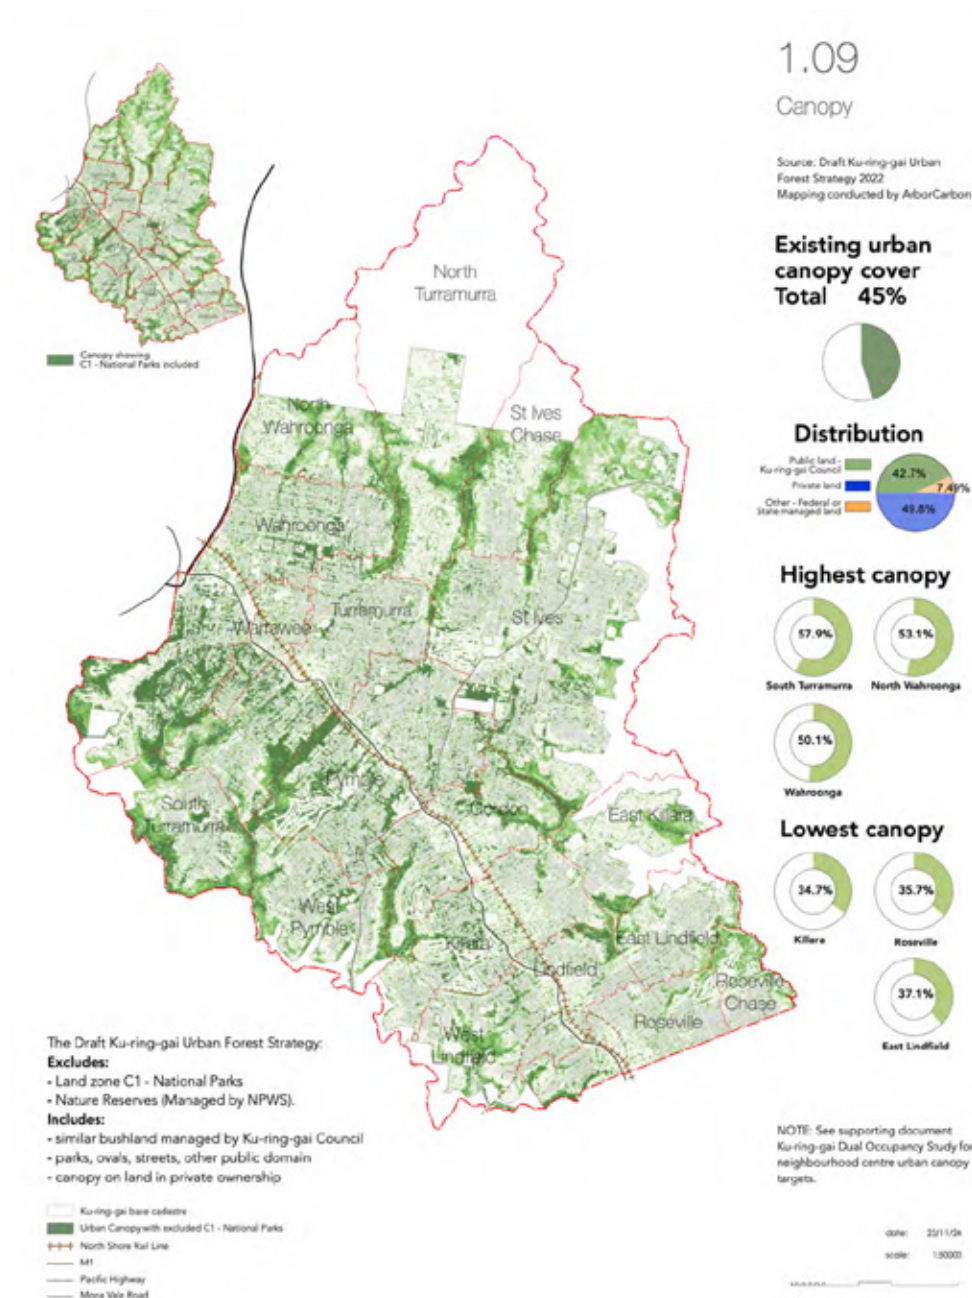 1.09
Canopy
Source: Draft Ku-ring-gai Urban
Forest Strategy 2022
Mapping conducted by ArborCarbon
Existing urban
canopy cover
Total 45%
Distribution
Public land -
Ku-ring-gai Council
Private land
Other - Federal or
State managed land
42.7%
7.49%
49.8%
Highest canopy
57.9%
South Turramurra
53.1%
North Wahroonga
50.1%
Wahroonga
Lowest canopy
34.7%
Killara
35.7%
Roseville
37.1%
East Lindfield
NOTE: See supporting document
Ku-ring-gai Dual Occupancy Study for
neighbourhood centre urban canopy
targets.
date: 22/11/24
scale: 1:50000
Canopy showing
C1 - National Parks included
North
Turramurra
North
Wahroonga
St Ives
Chase
Wahroonga
Turramurra
Warrawee
St Ives
Pymble
South
Turramurra
Gordon
East Killara
West
Pymble
Killara
East Lindfield
Lindfield
Roseville
Chase
Roseville
West
Lindfield
The Draft Ku-ring-gai Urban Forest Strategy:
Excludes:
- Land zone C1 - National Parks
- Nature Reserves (Managed by NPWS).
Includes:
- similar bushland managed by Ku-ring-gai Council
- parks, ovals, streets, other public domain
- canopy on land in private ownership
Ku-ring-gai base cadastre
Urban Canopy with excluded C1 - National Parks
North Shore Rail Line
M1
Pacific Highway
Mona Vale Road